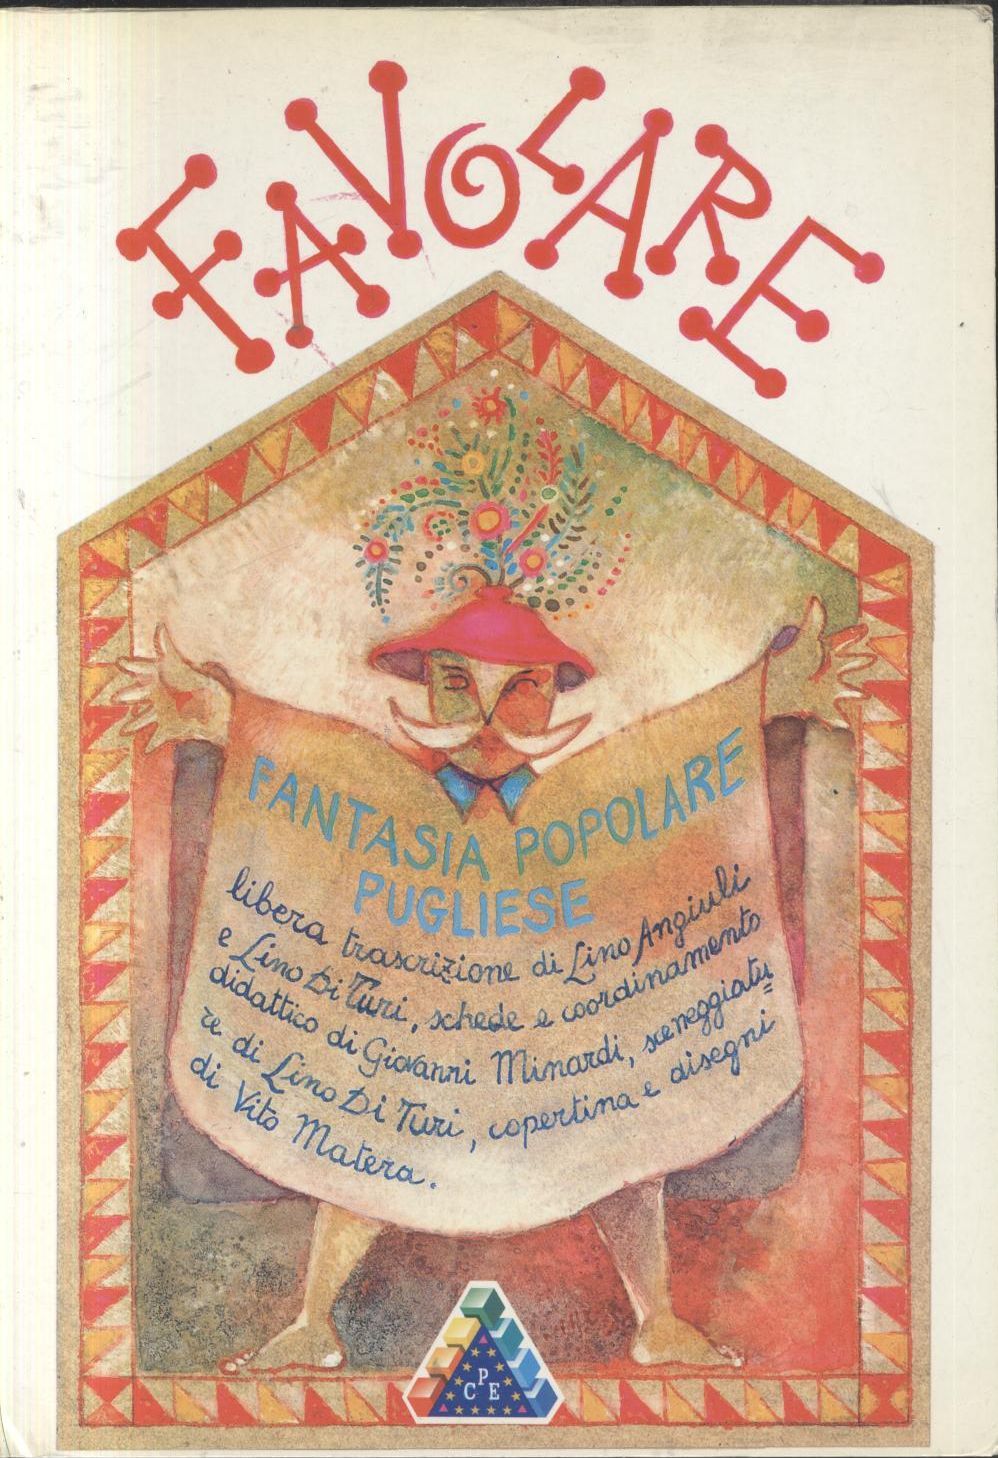 FAVOLARE
FANTASIA POPOLARE
PUGLIESE
libera trascrizione di Lino Angiuli
e Lino Di Turi, schede e coordinamento
didattico di Giovanni Minardi, sceneggiatu=
re di Lino Di Turi, copertina e disegni
di Vito Matera.
C P E